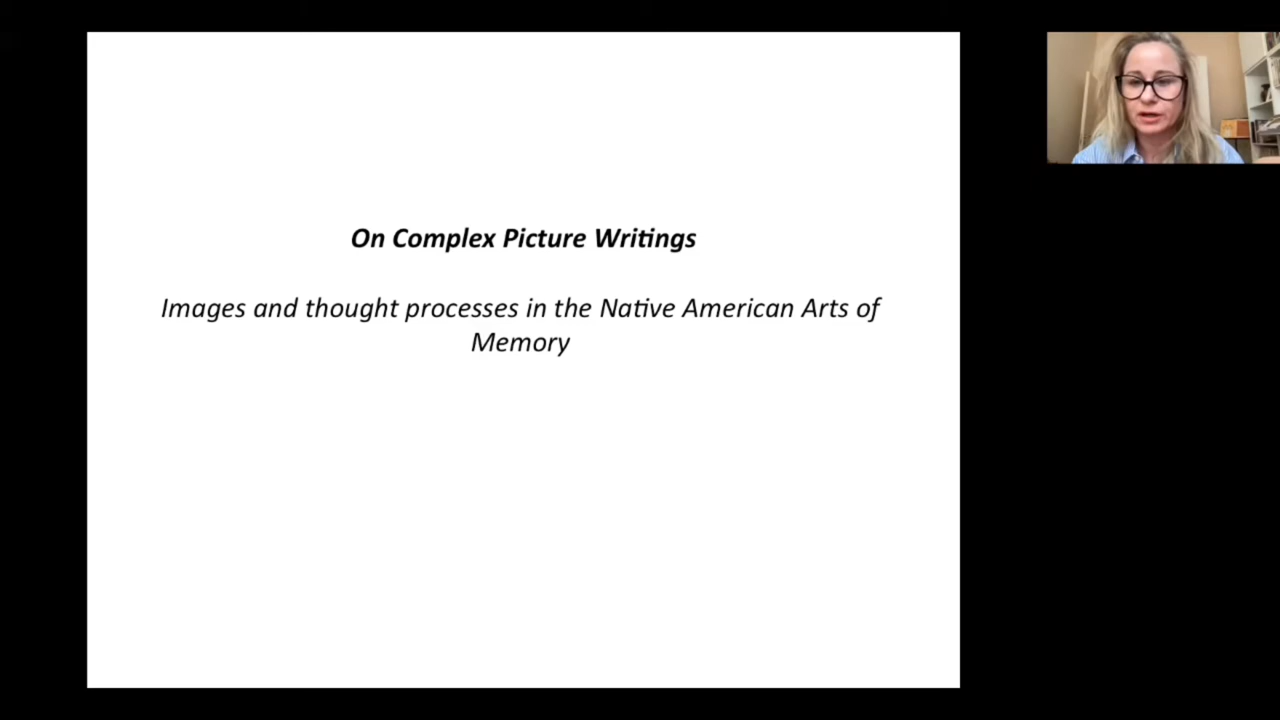 On Complex Picture Writings
Images and thought processes in the Native American Arts of
Memory